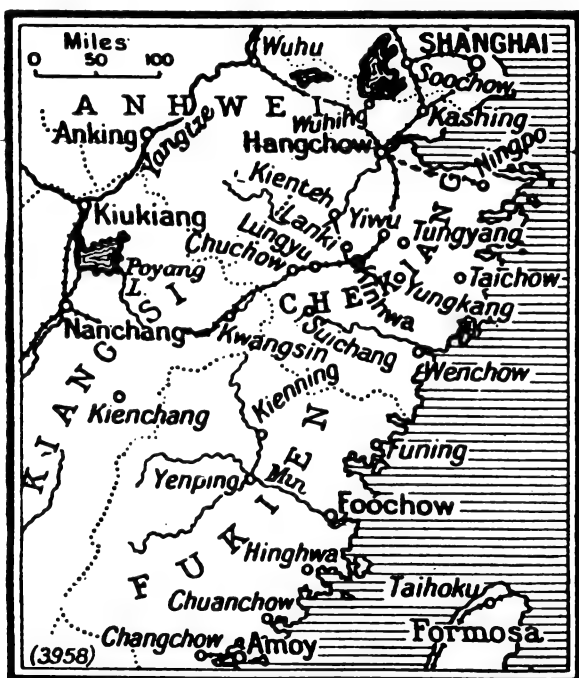 Miles
0 50 100
Wuhu
SHANGHAI
Soochow
ANHWEI
Wuhing
Kashing
Anking
Yangtze
Hangchow
Ningpo
Kienteh
Kiukiang
Lanki
Yiwu
Lungyu
Tungyang
Chuchow
Poyang
L.
Kinhwa
Yungkang
Taichow
CHEKIANG
Nanchang
Kwangsin
Suichang
Wenchow
KIANGSI
Kienchang
Kienning
Funing
Yenping
Min
Foochow
FUKIEN
Hinghwa
Chuanchow
Taihoku
Changchow
Amoy
Formosa
(3958)